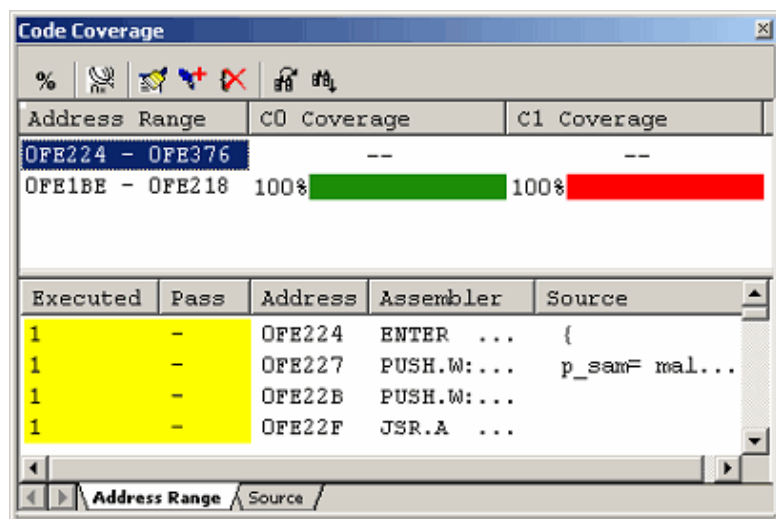 Code Coverage
%
Address Range C0 Coverage C1 Coverage
0FE224 - 0FE376 -- --
0FE1BE - 0FE218 100% 100%
Executed Pass Address Assembler Source
1 - 0FE224 ENTER ... {
1 - 0FE227 PUSH.W:... p_sam= mal...
1 - 0FE22B PUSH.W:...
1 - 0FE22F JSR.A ...
Address Range Source